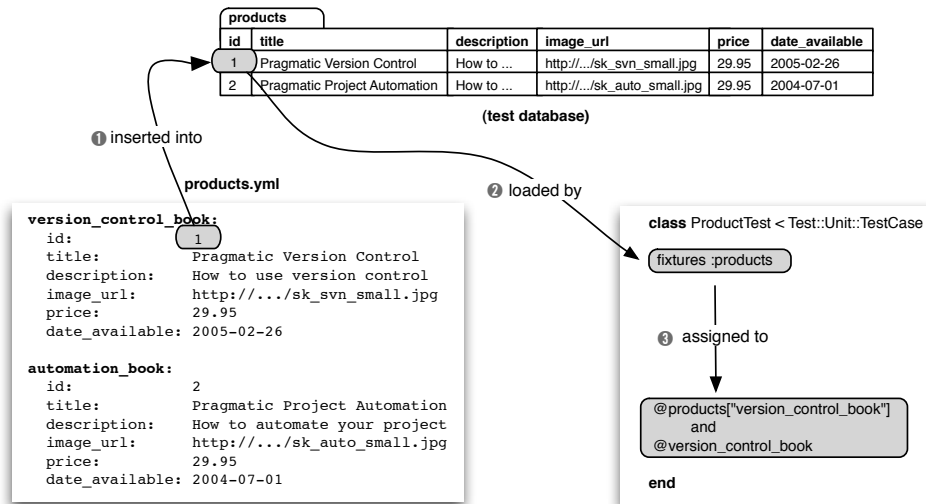 products
id title description image_url price date_available
1 Pragmatic Version Control How to ... http://.../sk_svn_small.jpg 29.95 2005-02-26
2 Pragmatic Project Automation How to ... http://.../sk_auto_small.jpg 29.95 2004-07-01
(test database)
❶ inserted into
❷ loaded by
products.yml
version_control_book:
id: 1
title: Pragmatic Version Control
description: How to use version control
image_url: http://.../sk_svn_small.jpg
price: 29.95
date_available: 2005-02-26
automation_book:
id: 2
title: Pragmatic Project Automation
description: How to automate your project
image_url: http://.../sk_auto_small.jpg
price: 29.95
date_available: 2004-07-01
class ProductTest < Test::Unit::TestCase
fixtures :products
❸ assigned to
@products["version_control_book"]
and
@version_control_book
end